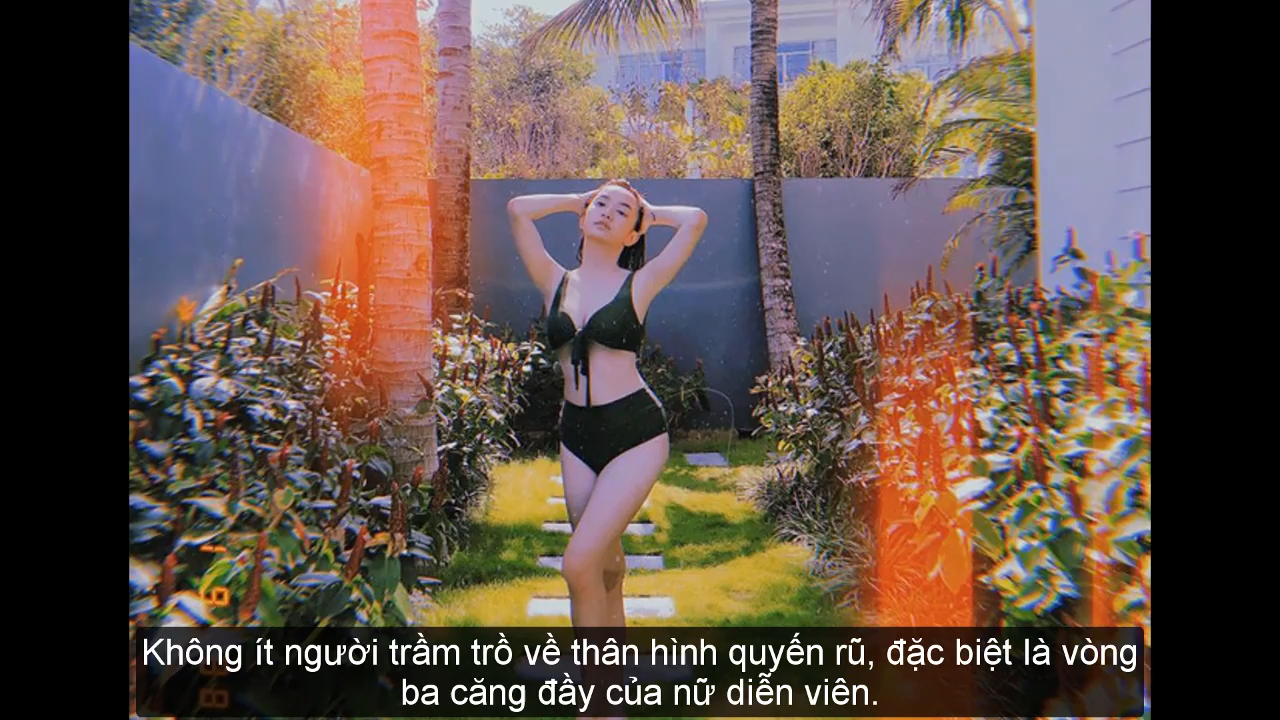 Không ít người trầm trồ về thân hình quyến rũ, đặc biệt là vòng
ba căng đầy của nữ diễn viên.